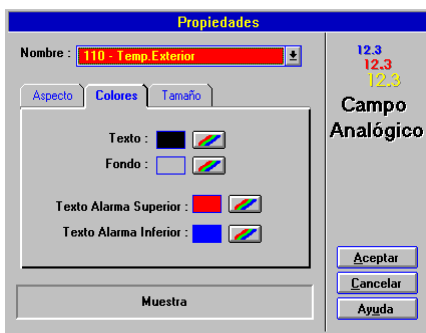 Propiedades
Nombre : 110 - Temp.Exterior
Aspecto Colores Tamaño
Texto :
Fondo :
Texto Alarma Superior :
Texto Alarma Inferior :
Muestra
12.3
12.3
12.3
Campo
Analógico
Aceptar
Cancelar
Ayuda